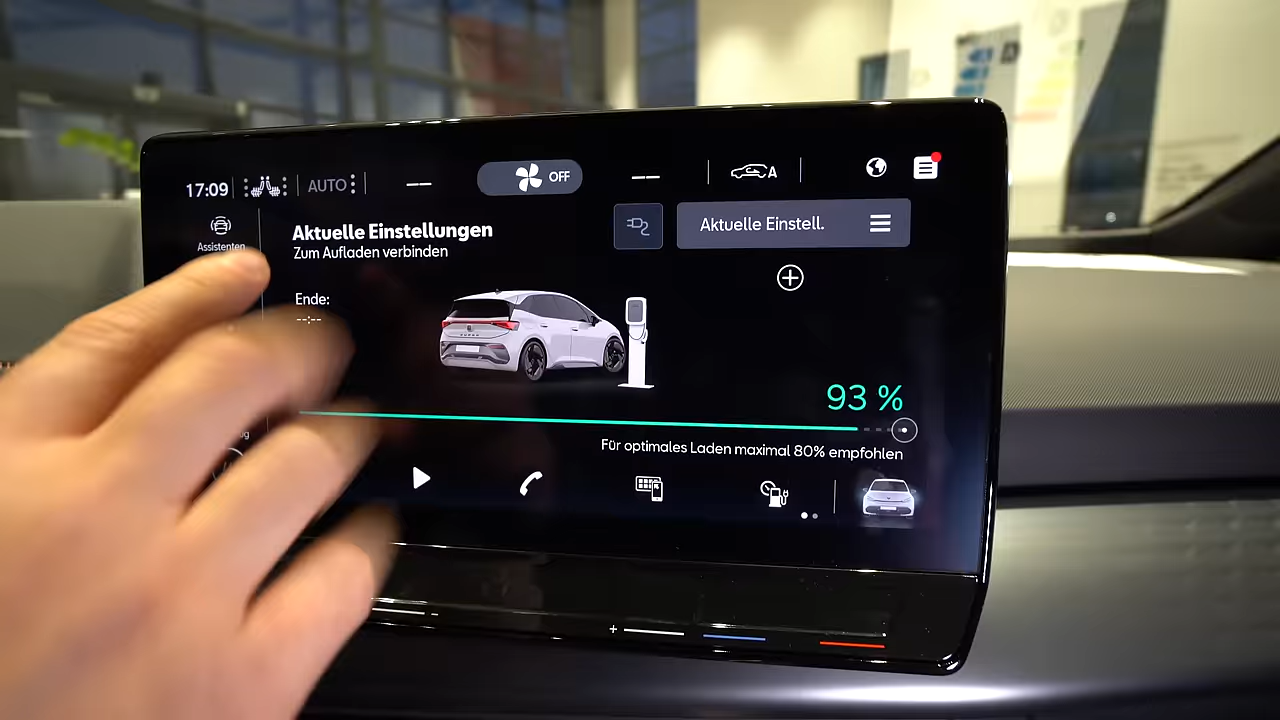 17:09
AUTO
OFF
A
Assistenten
Aktuelle Einstellungen
Zum Aufladen verbinden
Aktuelle Einstell.
Ende:
--:--
93 %
Für optimales Laden maximal 80% empfohlen